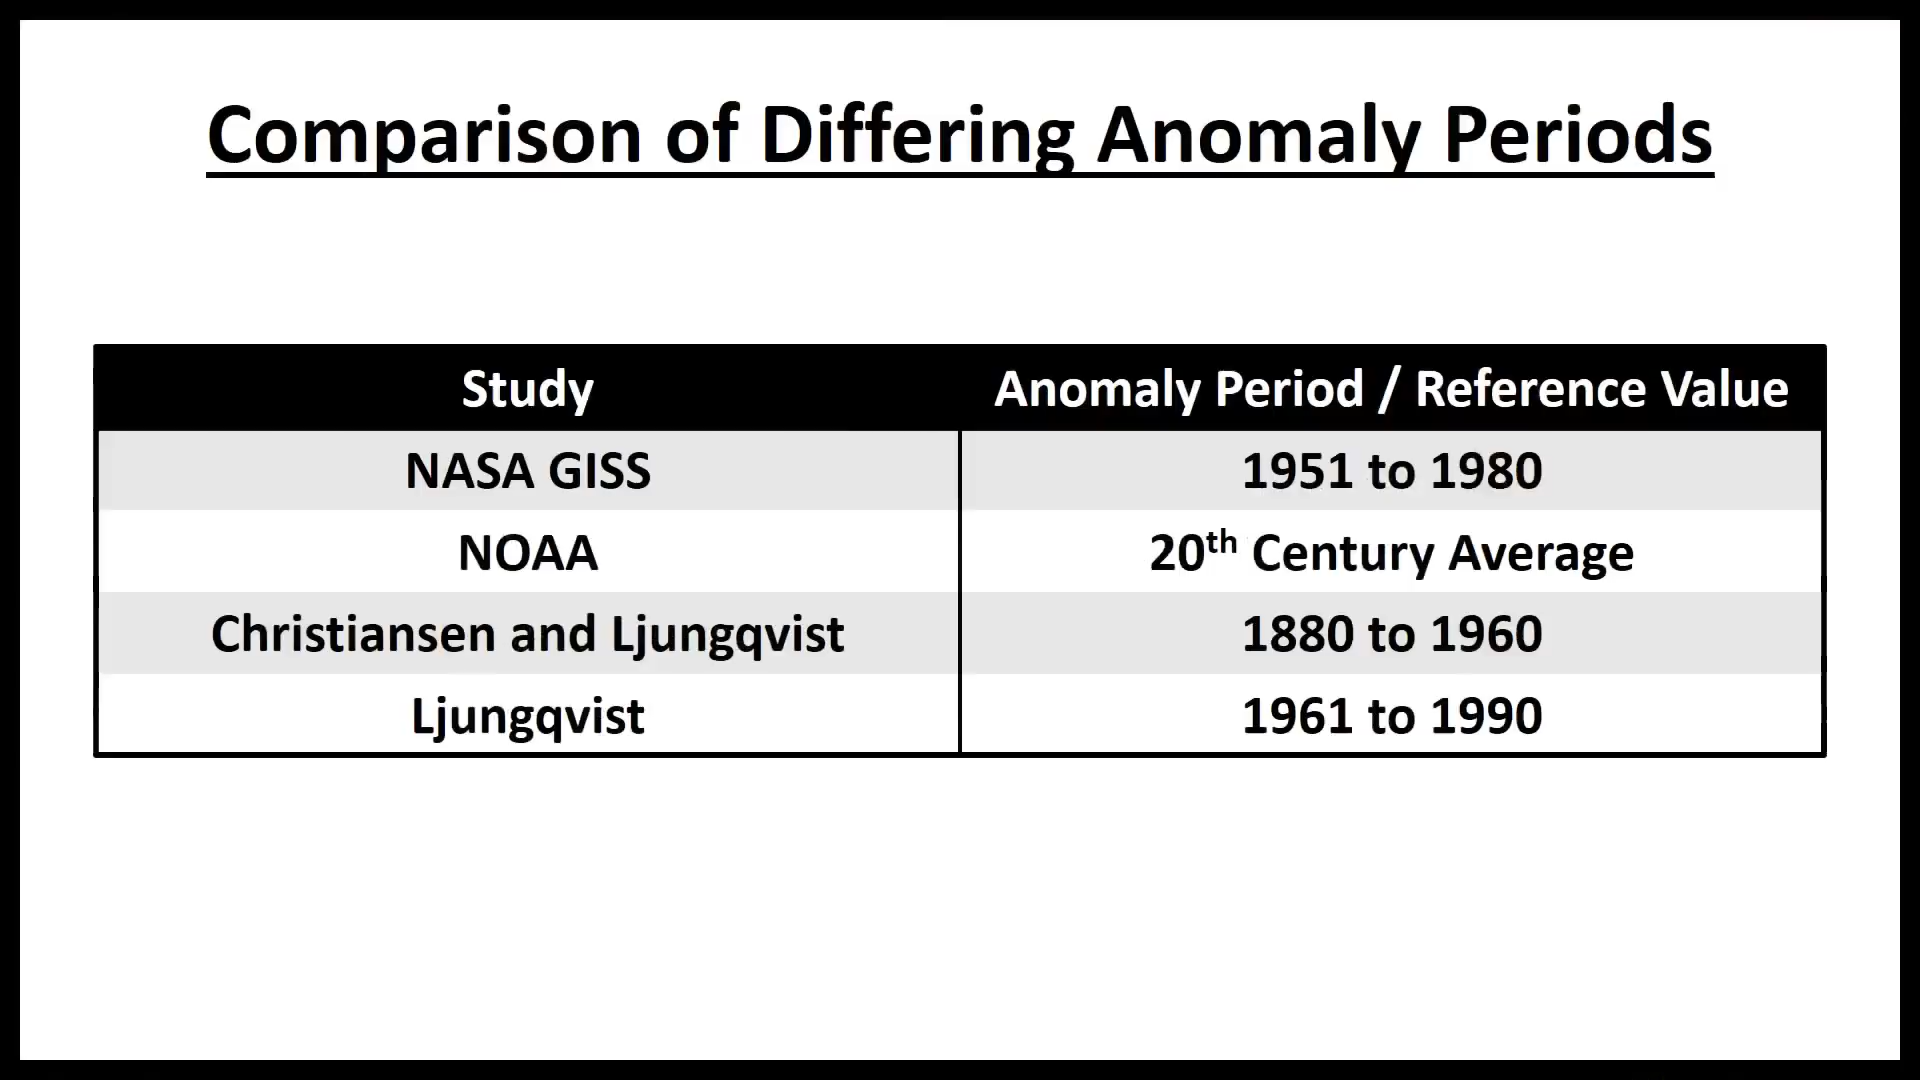 Comparison of Differing Anomaly Periods
Study Anomaly Period / Reference Value
NASA GISS 1951 to 1980
NOAA 20th Century Average
Christiansen and Ljungqvist 1880 to 1960
Ljungqvist 1961 to 1990